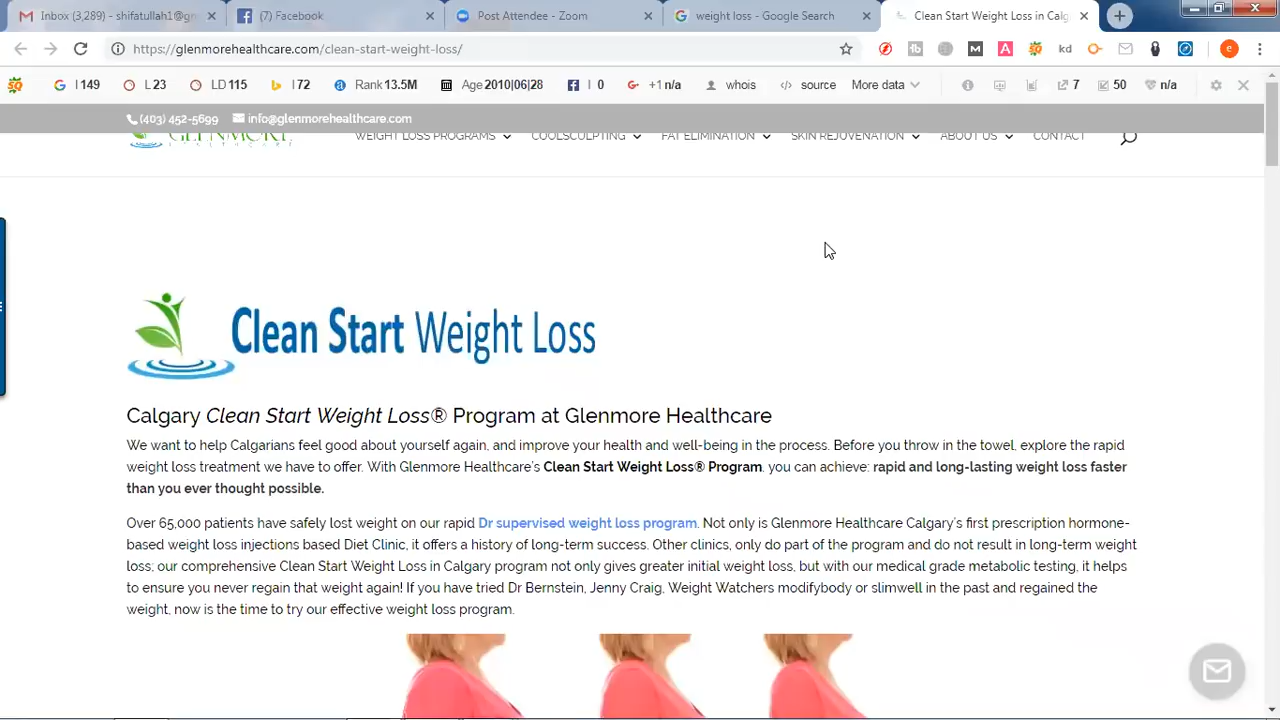 Inbox (3,289) - shifatullah1@gm
(7) Facebook
Post Attendee - Zoom
weight loss - Google Search
Clean Start Weight Loss in Calg
https://glenmorehealthcare.com/clean-start-weight-loss/
kd
e
I 149
L 23
LD 115
I 72
Rank 13.5M
Age 2010|06|28
I 0
+1 n/a
whois
source
More data
7
50
n/a
(403) 452-5699 info@glenmorehealthcare.com
GLENMORE
WEIGHT LOSS PROGRAMS
COOLSCULPTING
FAT ELIMINATION
SKIN REJUVENATION
ABOUT US
CONTACT
Clean Start Weight Loss
Calgary Clean Start Weight Loss® Program at Glenmore Healthcare
We want to help Calgarians feel good about yourself again, and improve your health and well-being in the process. Before you throw in the towel, explore the rapid
weight loss treatment we have to offer. With Glenmore Healthcare's Clean Start Weight Loss® Program, you can achieve: rapid and long-lasting weight loss faster
than you ever thought possible.
Over 65,000 patients have safely lost weight on our rapid Dr supervised weight loss program. Not only is Glenmore Healthcare Calgary's first prescription hormone-
based weight loss injections based Diet Clinic, it offers a history of long-term success. Other clinics, only do part of the program and do not result in long-term weight
loss; our comprehensive Clean Start Weight Loss in Calgary program not only gives greater initial weight loss, but with our medical grade metabolic testing, it helps
to ensure you never regain that weight again! If you have tried Dr Bernstein, Jenny Craig, Weight Watchers modifybody or slimwell in the past and regained the
weight, now is the time to try our effective weight loss program.